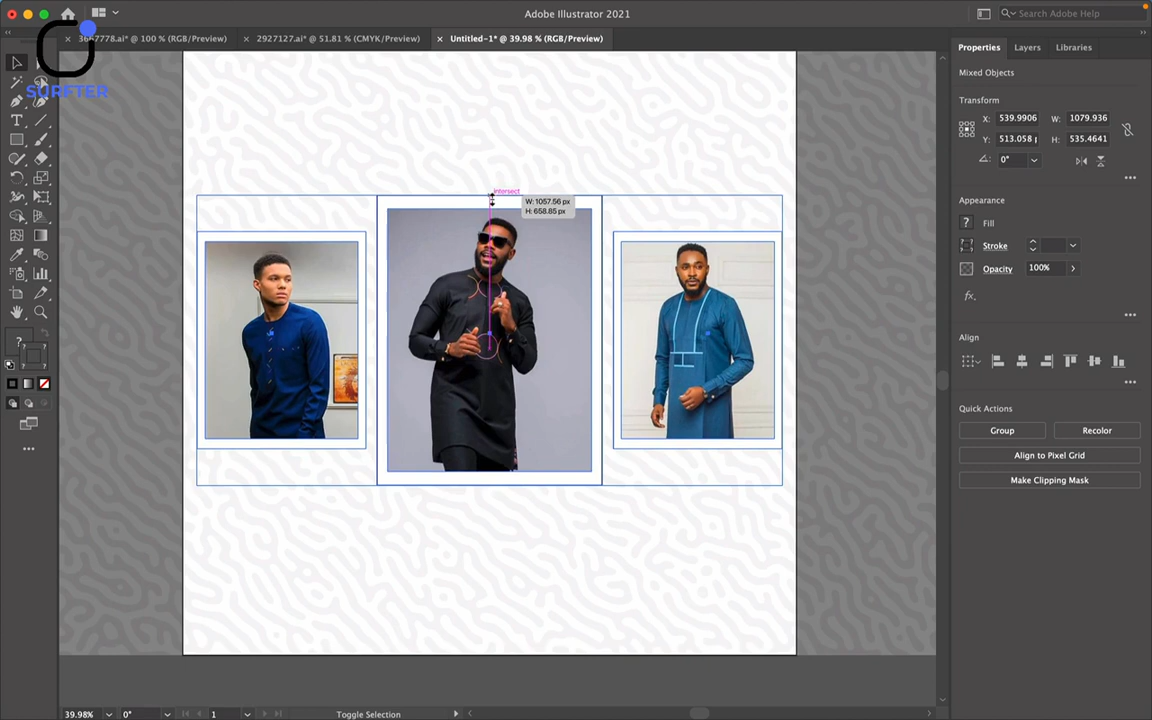 Adobe Illustrator 2021
Search Adobe Help
@ 100 % (RGB/Preview)
2927127.ai* @ 51.81 % (CMYK/Preview)
Untitled-1* @ 39.98 % (RGB/Preview)
SURFTER
Properties
Layers
Libraries
Mixed Objects
Transform
X: 539.9906
W: 1079.936
Y: 513.058
H: 535.4641
0°
Appearance
Fill
Stroke
Opacity
100%
fx.
Align
Quick Actions
Group
Recolor
Align to Pixel Grid
Make Clipping Mask
intersect
W: 1057.56 px
H: 658.85 px
39.98%
0°
1
Toggle Selection